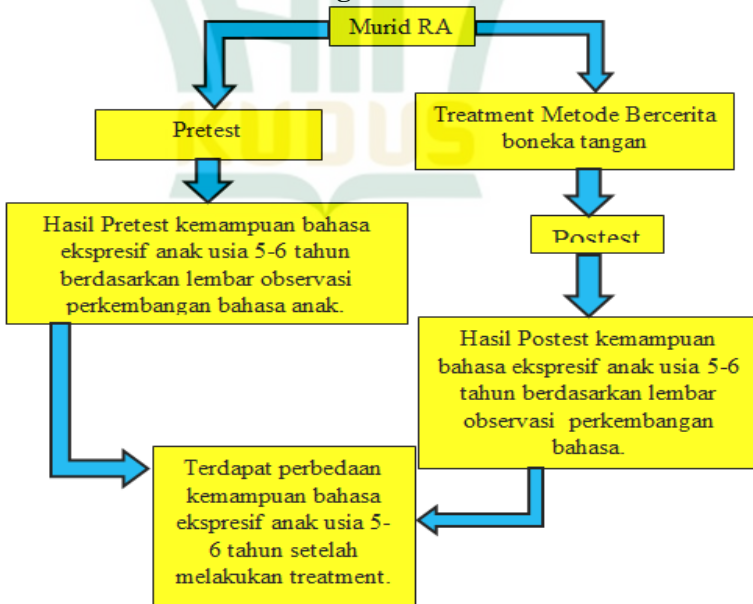 Murid RA
Pretest
Treatment Metode Bercerita
boneka tangan
KUDUS
Hasil Pretest kemampuan bahasa
ekspresif anak usia 5-6 tahun
berdasarkan lembar observasi
perkembangan bahasa anak.
Postest
Hasil Postest kemampuan
bahasa ekspresif anak usia 5-6
tahun berdasarkan lembar
observasi perkembangan
bahasa.
Terdapat perbedaan
kemampuan bahasa
ekspresif anak usia 5-
6 tahun setelah
melakukan treatment.